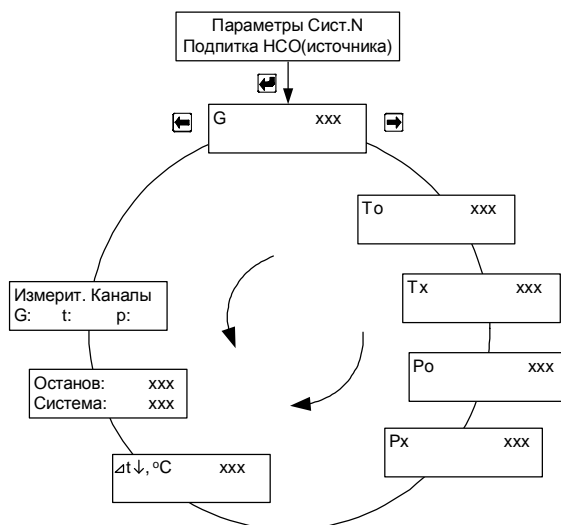 Параметры Сист.N
Подпитка НСО(источника)
G xxx
To xxx
Tx xxx
Po xxx
Px xxx
⊿t↓, ºC xxx
Останов: xxx
Система: xxx
Измерит. Каналы
G: t: p: